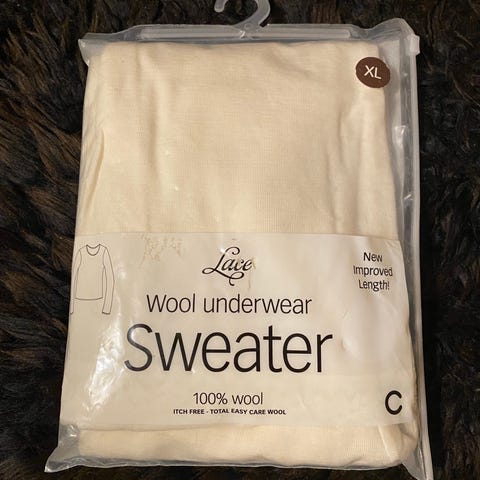 XL
Lace
New
Improved
Length!
Wool underwear
Sweater
100% wool
ITCH FREE - TOTAL EASY CARE WOOL
C